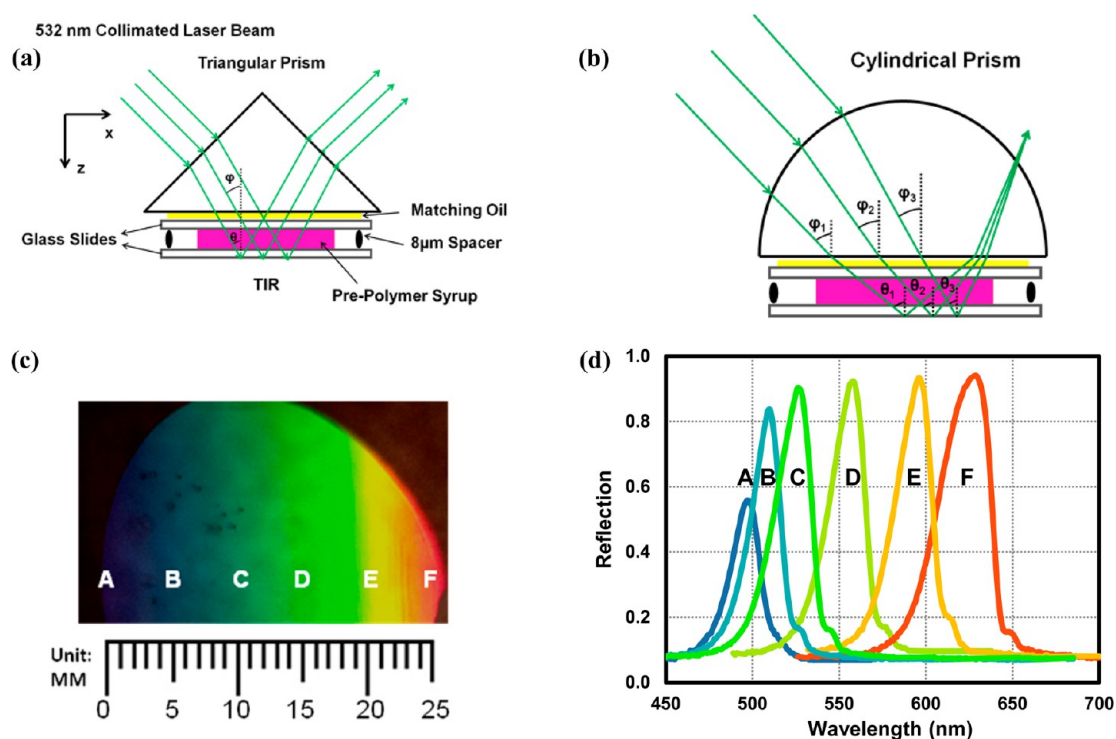 532 nm Collimated Laser Beam
(a)
Triangular Prism
x
z
φ
θ
Matching Oil
Glass Slides
8μm Spacer
TIR
Pre-Polymer Syrup
(b)
Cylindrical Prism
φ1
φ2
φ3
θ1
θ2
θ3
(c)
A B C D E F
Unit:
MM
0 5 10 15 20 25
(d)
1.0
0.8
0.6
0.4
0.2
0.0
Reflection
A B C D E F
450 500 550 600 650 700
Wavelength (nm)